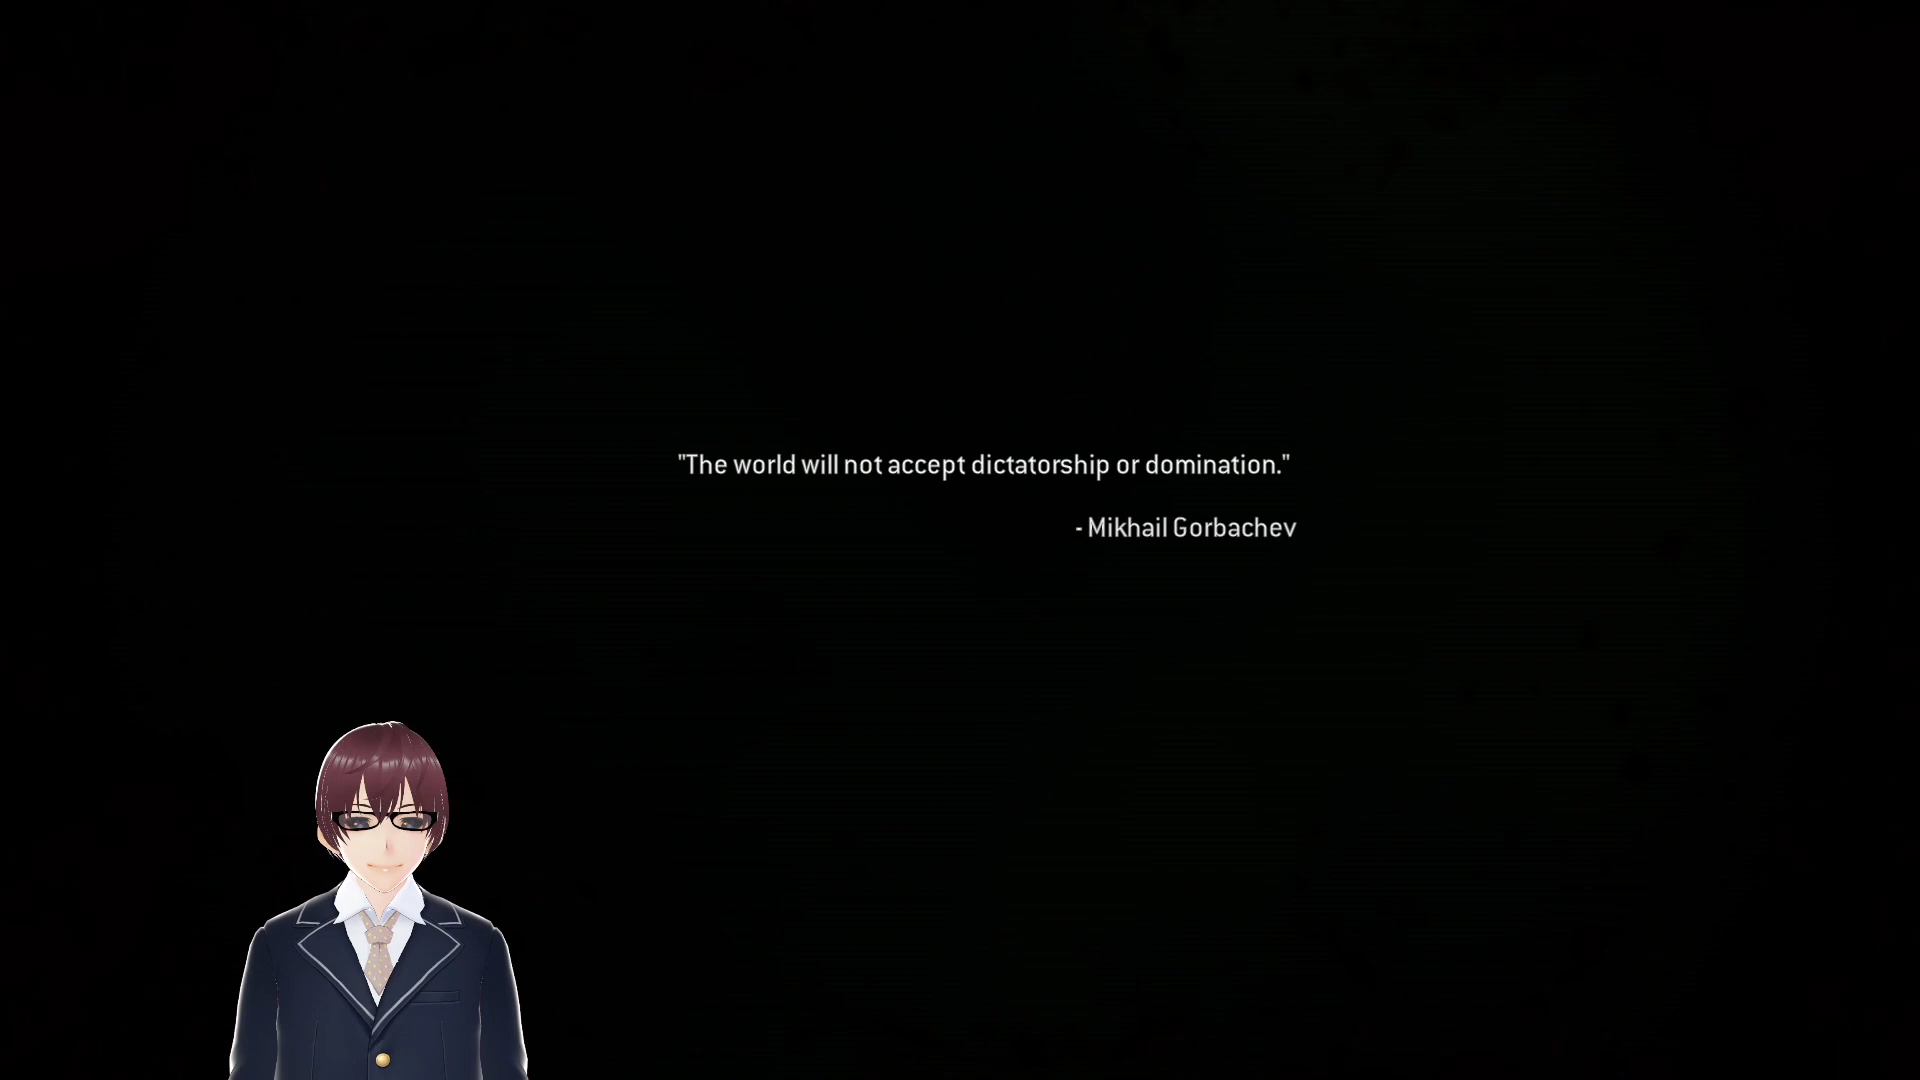 "The world will not accept dictatorship or domination."
- Mikhail Gorbachev